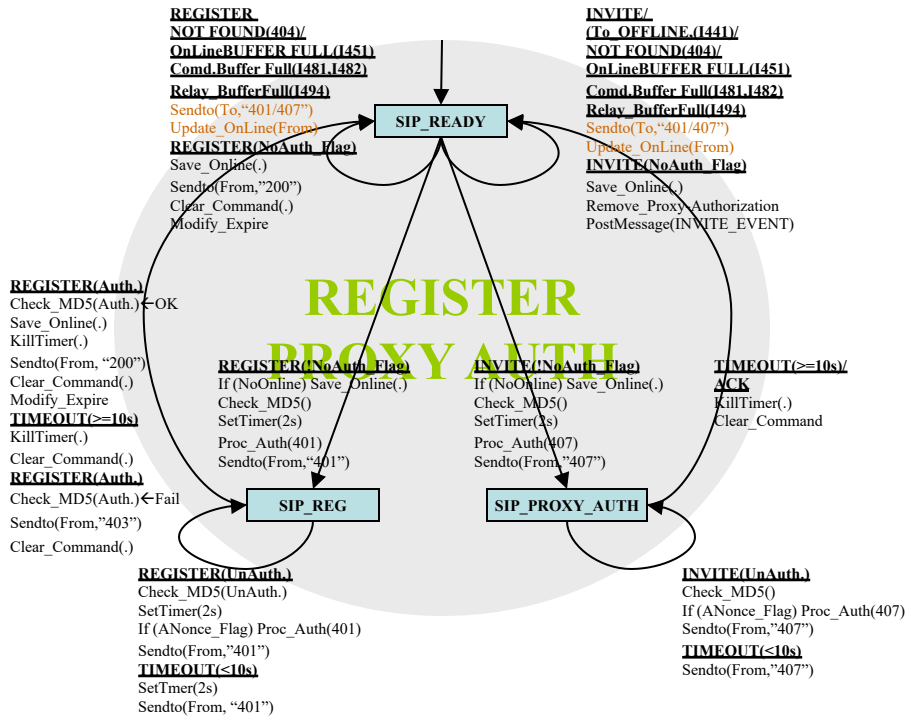 REGISTER
NOT FOUND(404)/
OnLineBUFFER FULL(I451)
Comd.Buffer Full(I481,I482)
Relay_BufferFull(I494)
Sendto(To,“401/407”)
Update_OnLine(From)
REGISTER(NoAuth_Flag)
Save_Online(.)
Sendto(From,”200”)
Clear_Command(.)
Modify_Expire
INVITE/
(To_OFFLINE,(I441)/
NOT FOUND(404)/
OnLineBUFFER FULL(I451)
Comd.Buffer Full(I481,I482)
Relay_BufferFull(I494)
Sendto(To,“401/407”)
Update_OnLine(From)
INVITE(NoAuth_Flag)
Save_Online(.)
Remove_Proxy-Authorization
PostMessage(INVITE_EVENT)
SIP_READY
REGISTER
PROXY AUTH
REGISTER(Auth.)
Check_MD5(Auth.)←OK
Save_Online(.)
KillTimer(.)
Sendto(From, “200”)
Clear_Command(.)
Modify_Expire
TIMEOUT(>=10s)
KillTimer(.)
Clear_Command(.)
REGISTER(Auth.)
Check_MD5(Auth.)←Fail
Sendto(From,”403”)
Clear_Command(.)
REGISTER(!NoAuth_Flag)
If (NoOnline) Save_Online(.)
Check_MD5()
SetTimer(2s)
Proc_Auth(401)
Sendto(From,“401”)
INVITE(!NoAuth_Flag)
If (NoOnline) Save_Online(.)
Check_MD5()
SetTimer(2s)
Proc_Auth(407)
Sendto(From,”407”)
TIMEOUT(>=10s)/
ACK
KillTimer(.)
Clear_Command
SIP_REG
SIP_PROXY_AUTH
REGISTER(UnAuth.)
Check_MD5(UnAuth.)
SetTimer(2s)
If (ANonce_Flag) Proc_Auth(401)
Sendto(From,”401”)
TIMEOUT(<10s)
SetTmer(2s)
Sendto(From, “401”)
INVITE(UnAuth.)
Check_MD5()
If (ANonce_Flag) Proc_Auth(407)
Sendto(From,”407”)
TIMEOUT(<10s)
Sendto(From,”407”)